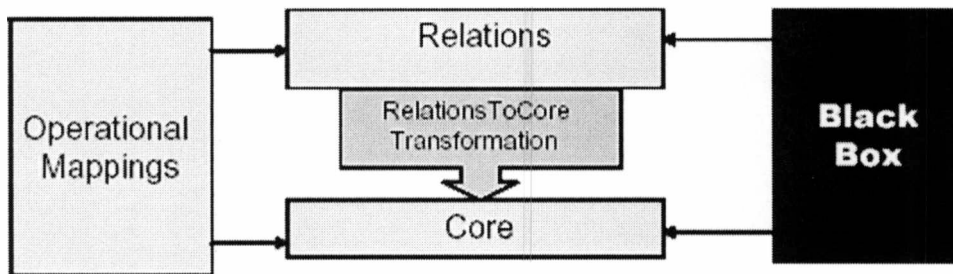 Relations
RelationsToCore
Transformation
Operational
Mappings
Black
Box
Core